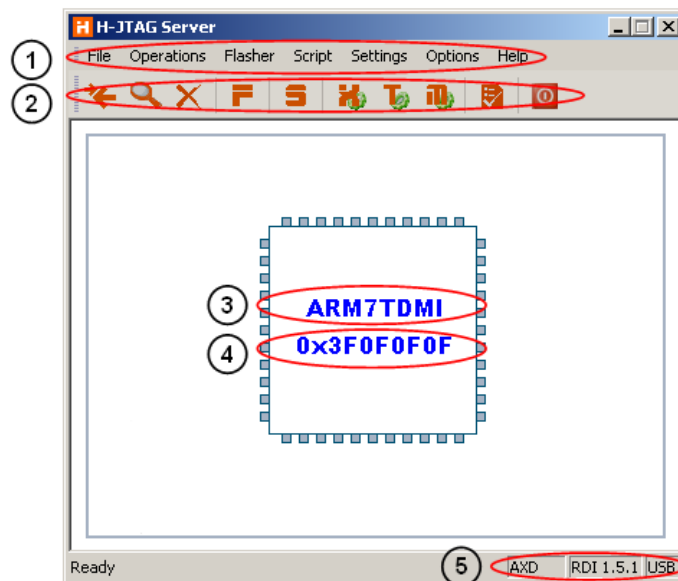 H-JTAG Server
1
File Operations Flasher Script Settings Options Help
2
3
ARM7TDMI
4
0x3F0F0F0F
Ready
5
AXD RDI 1.5.1 USB